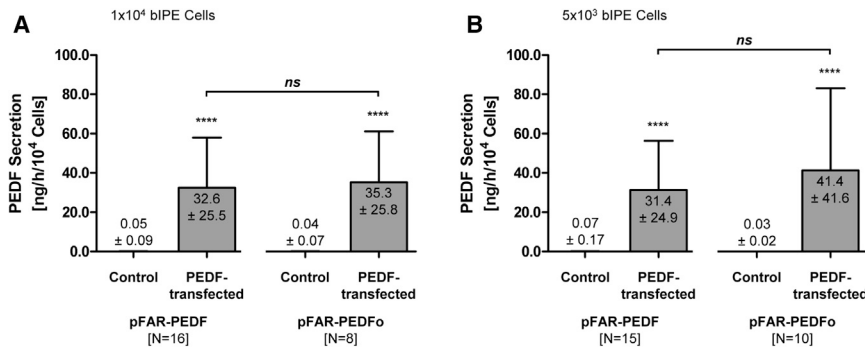 A
1x10⁴ bIPE Cells
PEDF Secretion
[ng/h/10⁴ Cells]
100.0
80.0
60.0
40.0
20.0
0.0
ns
****
****
0.05
± 0.09
32.6
± 25.5
0.04
± 0.07
35.3
± 25.8
Control
PEDF-
transfected
Control
PEDF-
transfected
pFAR-PEDF
[N=16]
pFAR-PEDFo
[N=8]
B
5x10³ bIPE Cells
PEDF Secretion
[ng/h/10⁴ Cells]
100.0
80.0
60.0
40.0
20.0
0.0
ns
****
****
0.07
± 0.17
31.4
± 24.9
0.03
± 0.02
41.4
± 41.6
Control
PEDF-
transfected
Control
PEDF-
transfected
pFAR-PEDF
[N=15]
pFAR-PEDFo
[N=10]